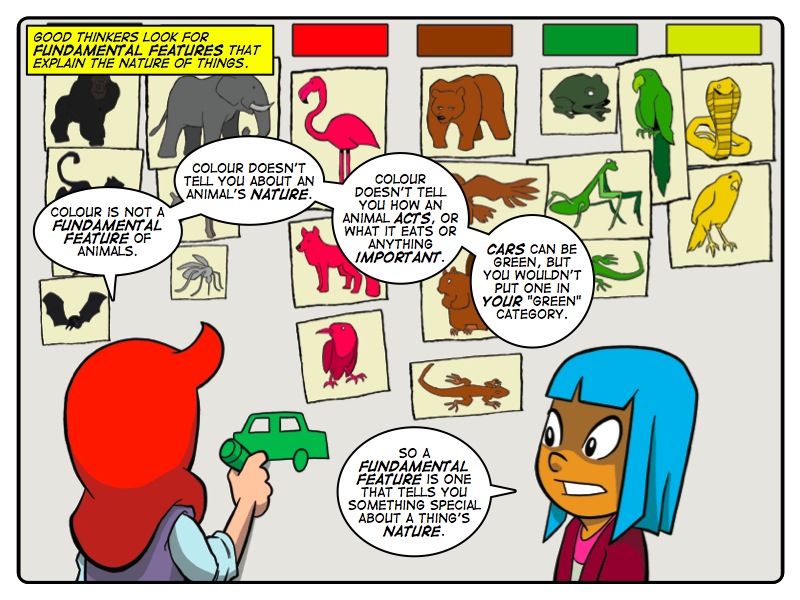 GOOD THINKERS LOOK FOR
FUNDAMENTAL FEATURES THAT
EXPLAIN THE NATURE OF THINGS.
COLOUR IS NOT A
FUNDAMENTAL
FEATURE OF
ANIMALS.
COLOUR DOESN'T
TELL YOU ABOUT AN
ANIMAL'S NATURE.
COLOUR
DOESN'T TELL
YOU HOW AN
ANIMAL ACTS, OR
WHAT IT EATS OR
ANYTHING
IMPORTANT.
CARS CAN BE
GREEN, BUT
YOU WOULDN'T
PUT ONE IN
YOUR "GREEN"
CATEGORY.
SO A
FUNDAMENTAL
FEATURE IS ONE
THAT TELLS YOU
SOMETHING SPECIAL
ABOUT A THING'S
NATURE.